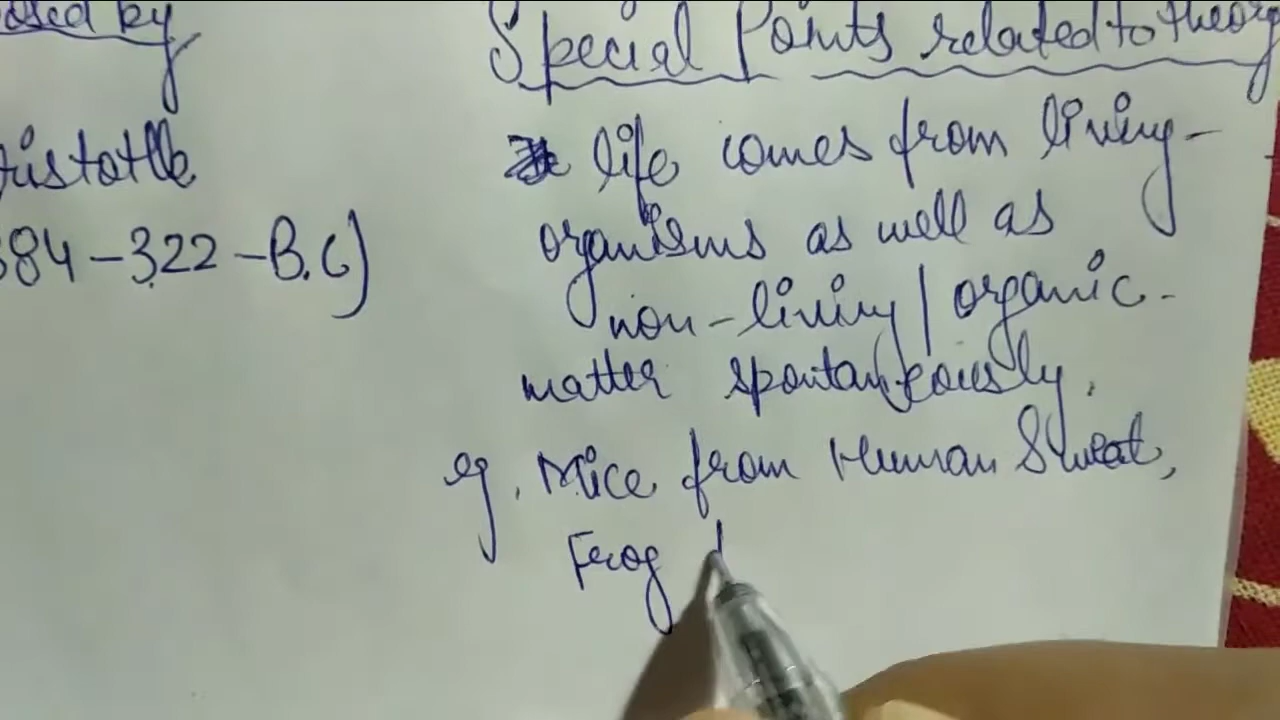 osed by
Special Points related to theory
ristotle
life comes from living-
384-322-B.C)
organisms as well as
non-living/organic-
matter spontaneously.
eg, Mice from Human Sweat,
Frog